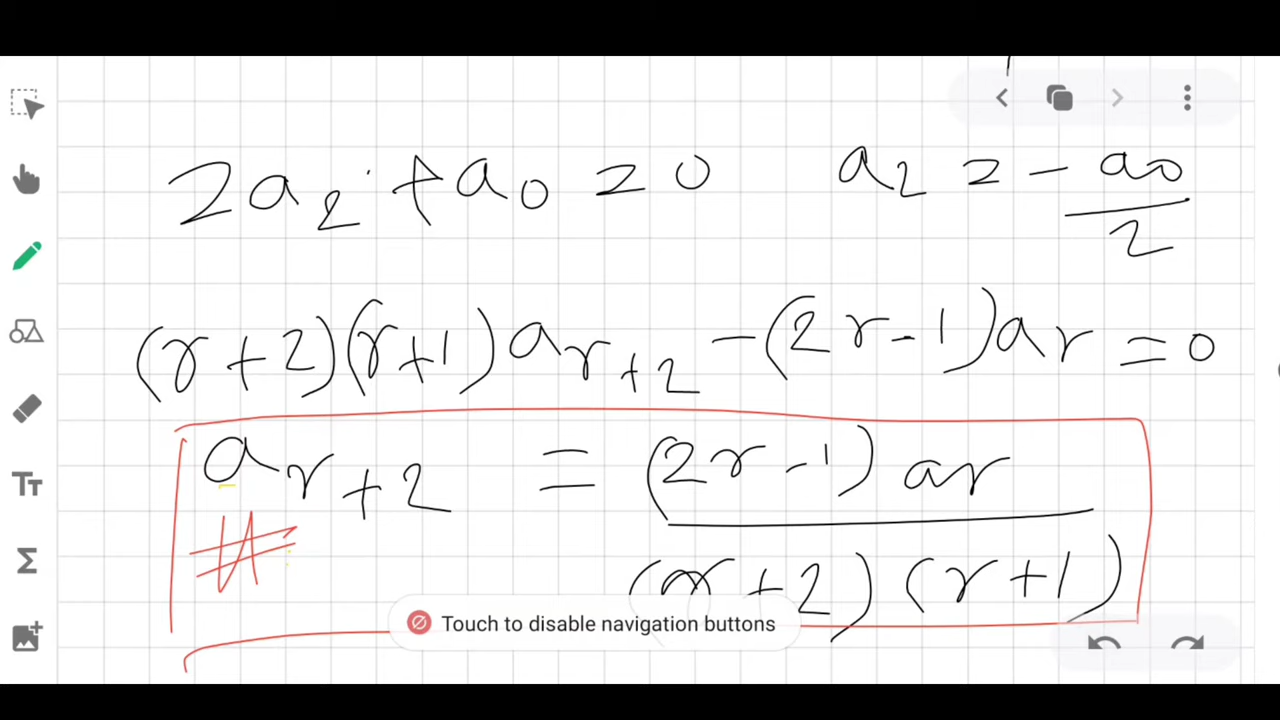 2a₂ + a₀ = 0 a₂ = - a₀/2
(r+2)(r+1)a_{r+2} - (2r-1)a_r = 0
a_{r+2} = (2r-1)a_r / (r+2)(r+1)
#
Touch to disable navigation buttons
Tт
Σ